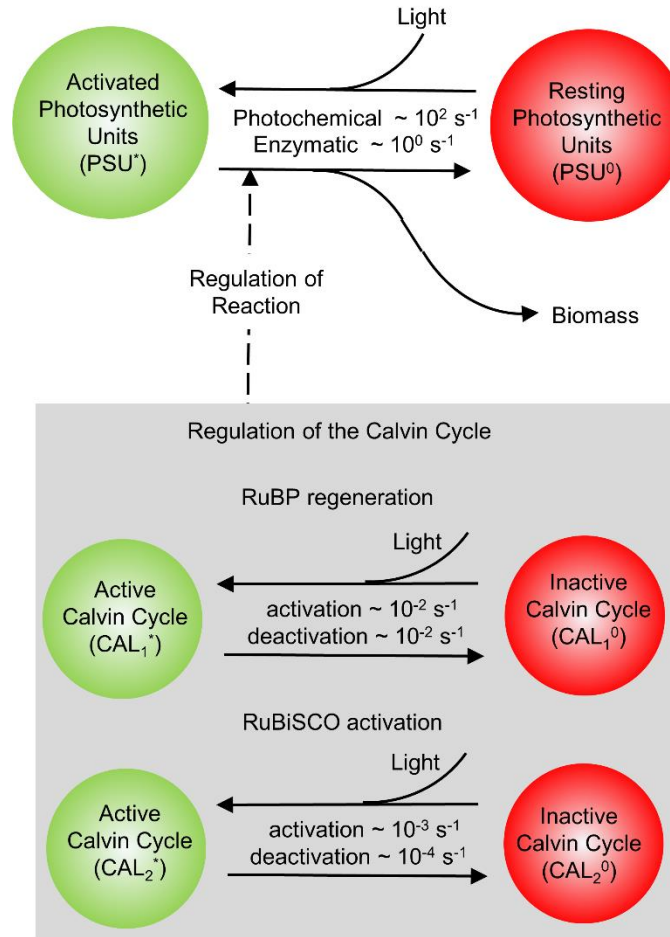 Light
Activated
Photosynthetic
Units
(PSU*)
Photochemical ~ 10² s⁻¹
Enzymatic ~ 10⁰ s⁻¹
Resting
Photosynthetic
Units
(PSU⁰)
Regulation of
Reaction
Biomass
Regulation of the Calvin Cycle
RuBP regeneration
Light
Active
Calvin Cycle
(CAL₁*)
activation ~ 10⁻² s⁻¹
deactivation ~ 10⁻² s⁻¹
Inactive
Calvin Cycle
(CAL₁⁰)
RuBiSCO activation
Light
Active
Calvin Cycle
(CAL₂*)
activation ~ 10⁻³ s⁻¹
deactivation ~ 10⁻⁴ s⁻¹
Inactive
Calvin Cycle
(CAL₂⁰)